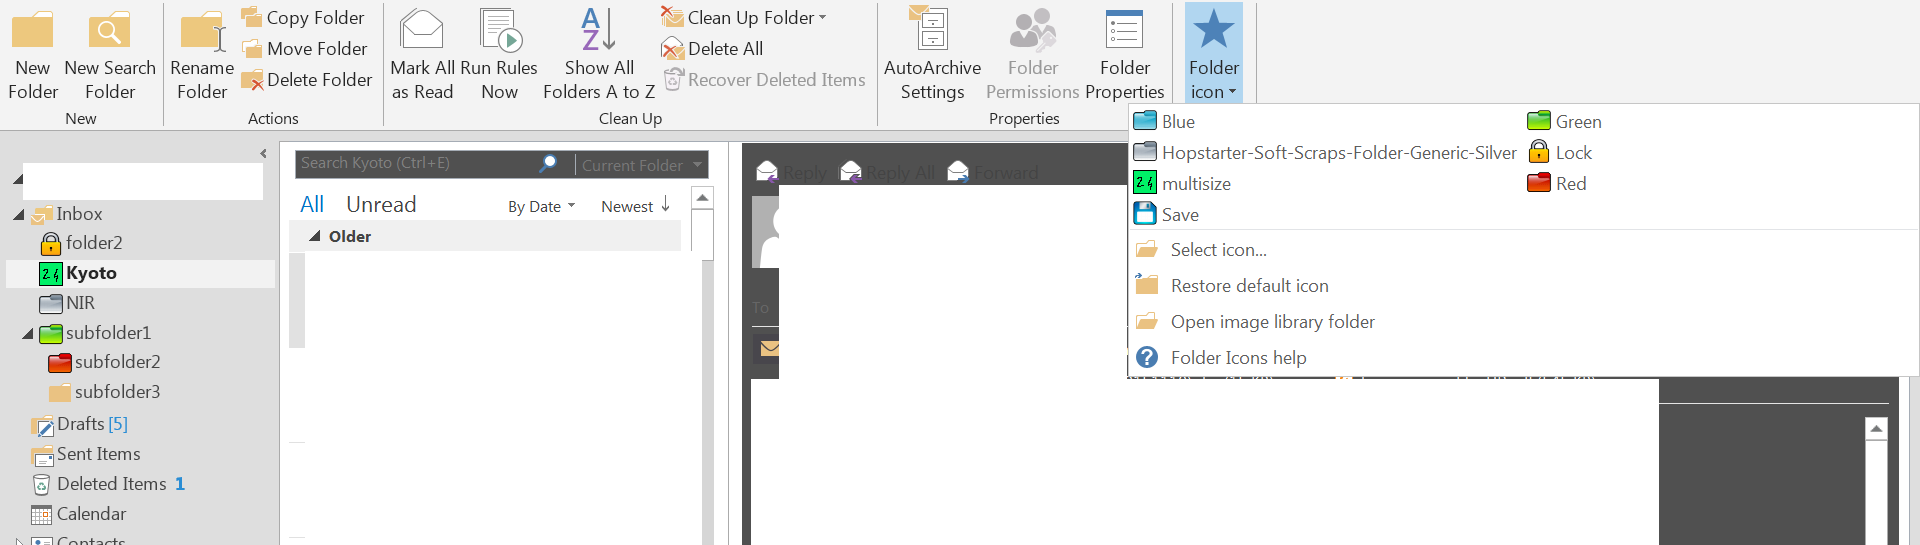 New Folder
New Search Folder
New
Rename Folder
Copy Folder
Move Folder
Delete Folder
Actions
Mark All as Read
Run Rules Now
Show All Folders A to Z
Clean Up Folder
Delete All
Recover Deleted Items
Clean Up
AutoArchive Settings
Folder Permissions
Folder Properties
Properties
Folder icon
Blue
Green
Hopstarter-Soft-Scraps-Folder-Generic-Silver
Lock
multisize
Red
Save
Select icon...
Restore default icon
Open image library folder
Folder Icons help
Inbox
folder2
Kyoto
NIR
subfolder1
subfolder2
subfolder3
Drafts [5]
Sent Items
Deleted Items 1
Calendar
Contacts
Search Kyoto (Ctrl+E)
Current Folder
All Unread
By Date Newest
Older
Reply Reply All Forward
To